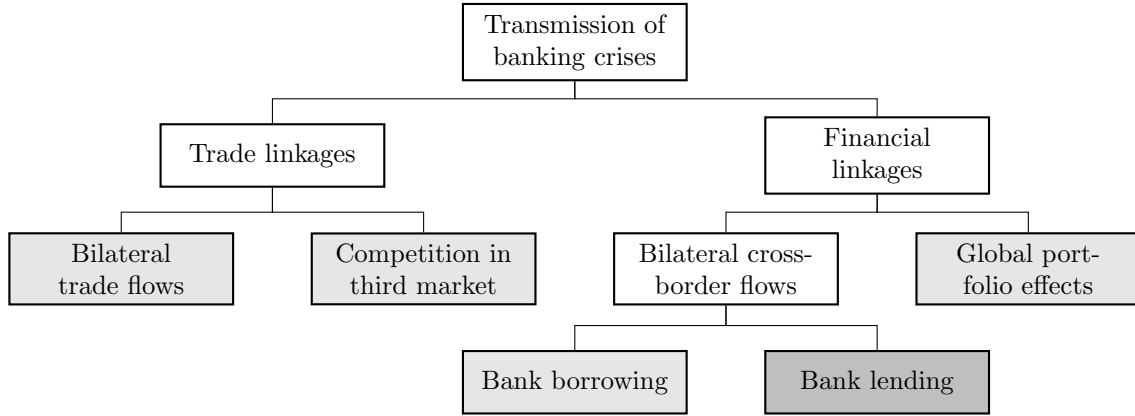 Transmission of
banking crises
Trade linkages
Financial
linkages
Bilateral
trade flows
Competition in
third market
Bilateral cross-
border flows
Global port-
folio effects
Bank borrowing
Bank lending